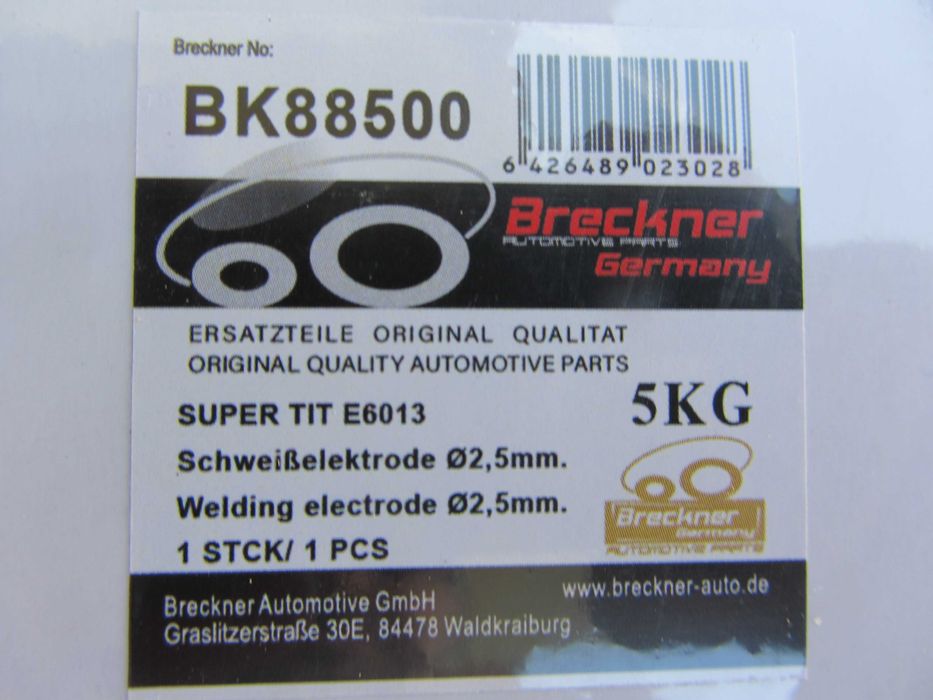 Breckner No:
BK88500
6 426489 023028
Breckner
AUTOMOTIVE PARTS
Germany
ERSATZTEILE ORIGINAL QUALITAT
ORIGINAL QUALITY AUTOMOTIVE PARTS
SUPER TIT E6013
5KG
Schweißelektrode Ø2,5mm.
Welding electrode Ø2,5mm.
1 STCK/ 1 PCS
Breckner
Germany
AUTOMOTIVE PARTS
www.breckner-auto.de
Breckner Automotive GmbH
Graslitzerstraße 30E, 84478 Waldkraiburg